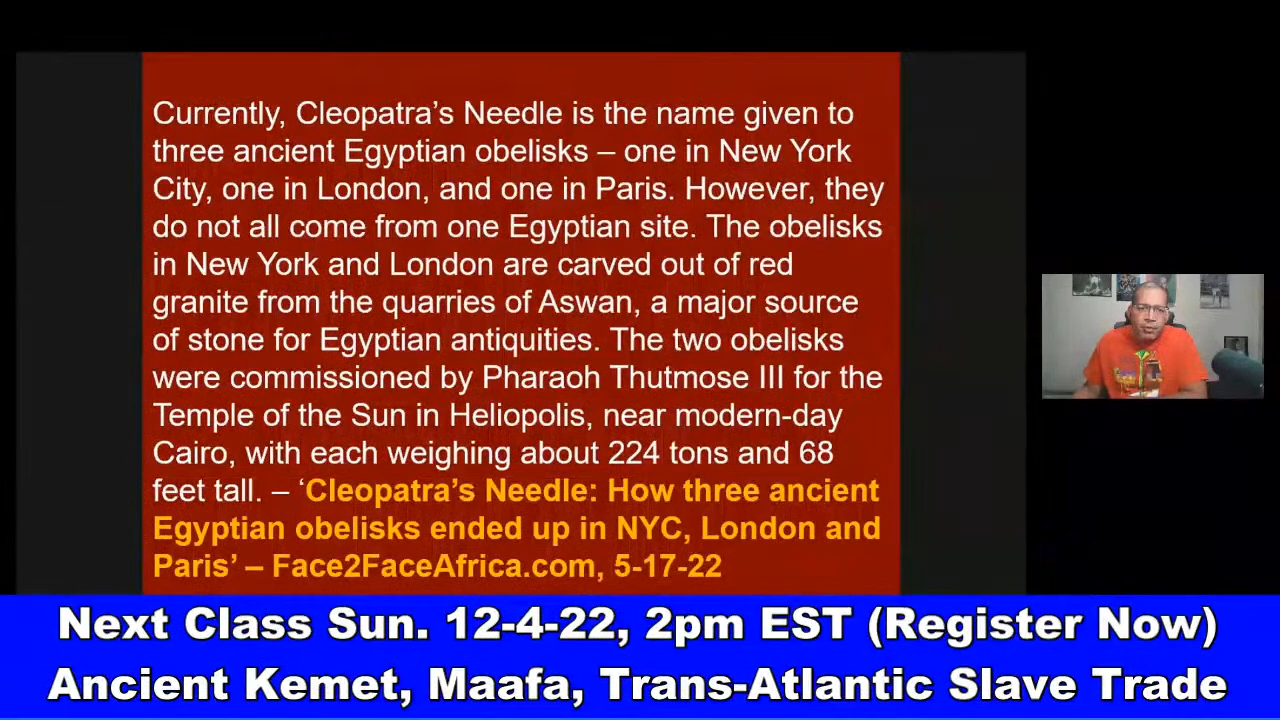 Currently, Cleopatra’s Needle is the name given to
three ancient Egyptian obelisks – one in New York
City, one in London, and one in Paris. However, they
do not all come from one Egyptian site. The obelisks
in New York and London are carved out of red
granite from the quarries of Aswan, a major source
of stone for Egyptian antiquities. The two obelisks
were commissioned by Pharaoh Thutmose III for the
Temple of the Sun in Heliopolis, near modern-day
Cairo, with each weighing about 224 tons and 68
feet tall. – ‘Cleopatra’s Needle: How three ancient
Egyptian obelisks ended up in NYC, London and
Paris’ – Face2FaceAfrica.com, 5-17-22
Next Class Sun. 12-4-22, 2pm EST (Register Now)
Ancient Kemet, Maafa, Trans-Atlantic Slave Trade